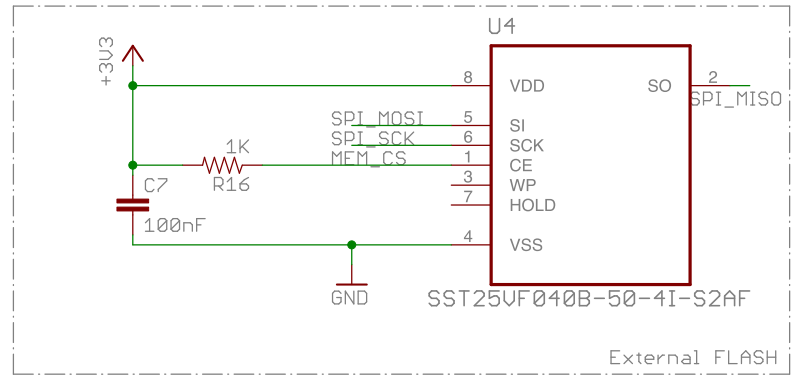 U4
+3V3
8
VDD
SO
2
SPI_MISO
SPI_MOSI
5
SI
SPI_SCK
6
SCK
1K
MEM_CS
1
CE
R16
3
WP
C7
7
HOLD
100nF
4
VSS
GND
SST25VF040B-50-4I-S2AF
External FLASH